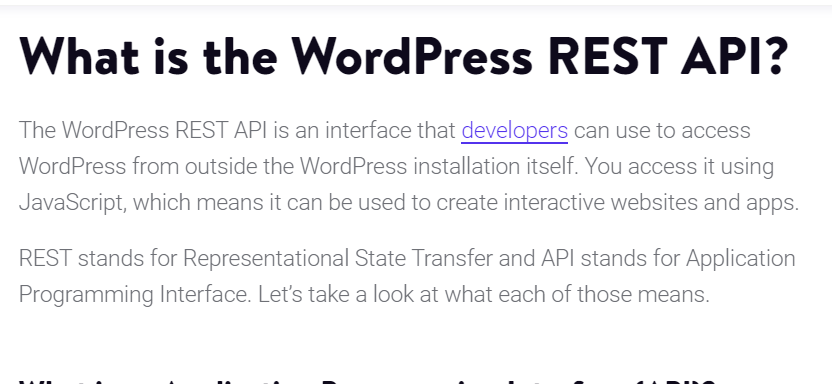 What is the WordPress REST API?
The WordPress REST API is an interface that developers can use to access
WordPress from outside the WordPress installation itself. You access it using
JavaScript, which means it can be used to create interactive websites and apps.
REST stands for Representational State Transfer and API stands for Application
Programming Interface. Let’s take a look at what each of those means.